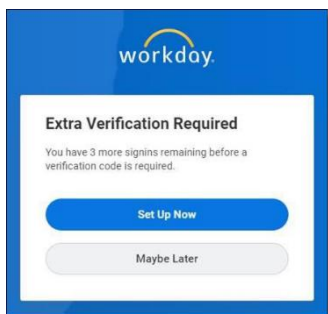 workday.
Extra Verification Required
You have 3 more signins remaining before a
verification code is required.
Set Up Now
Maybe Later